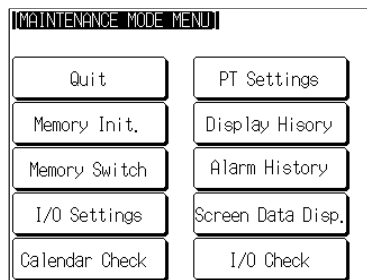 [MAINTENANCE MODE MENU]
Quit
PT Settings
Memory Init.
Display Hisory
Memory Switch
Alarm History
I/O Settings
Screen Data Disp.
Calendar Check
I/O Check